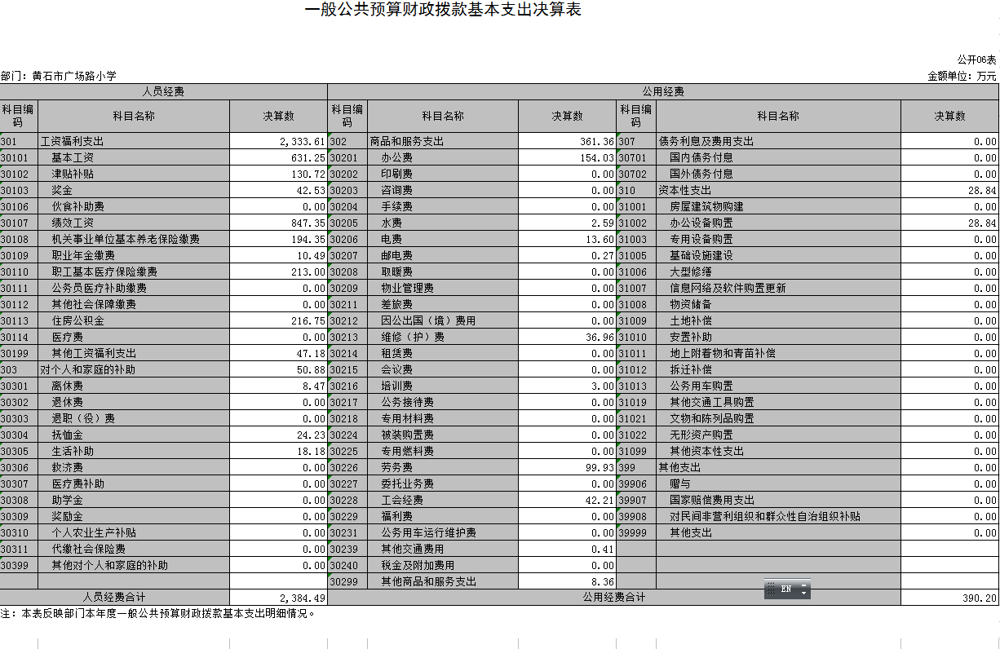 一般公共预算财政拨款基本支出决算表
公开06表
部门：黄石市广场路小学 金额单位：万元
人员经费 公用经费
科目编码 科目名称 决算数 科目编码 科目名称 决算数 科目编码 科目名称 决算数
301 工资福利支出 2,333.61 302 商品和服务支出 361.36 307 债务利息及费用支出 0.00
30101 基本工资 631.25 30201 办公费 154.03 30701 国内债务付息 0.00
30102 津贴补贴 130.72 30202 印刷费 0.00 30702 国外债务付息 0.00
30103 奖金 42.53 30203 咨询费 0.00 310 资本性支出 28.84
30106 伙食补助费 0.00 30204 手续费 0.00 31001 房屋建筑物购建 0.00
30107 绩效工资 847.35 30205 水费 2.59 31002 办公设备购置 28.84
30108 机关事业单位基本养老保险缴费 194.35 30206 电费 13.60 31003 专用设备购置 0.00
30109 职业年金缴费 10.49 30207 邮电费 0.27 31005 基础设施建设 0.00
30110 职工基本医疗保险缴费 213.00 30208 取暖费 0.00 31006 大型修缮 0.00
30111 公务员医疗补助缴费 0.00 30209 物业管理费 0.00 31007 信息网络及软件购置更新 0.00
30112 其他社会保障缴费 0.00 30211 差旅费 0.00 31008 物资储备 0.00
30113 住房公积金 216.75 30212 因公出国（境）费用 0.00 31009 土地补偿 0.00
30114 医疗费 0.00 30213 维修（护）费 36.96 31010 安置补助 0.00
30199 其他工资福利支出 47.18 30214 租赁费 0.00 31011 地上附着物和青苗补偿 0.00
303 对个人和家庭的补助 50.88 30215 会议费 0.00 31012 拆迁补偿 0.00
30301 离休费 8.47 30216 培训费 3.00 31013 公务用车购置 0.00
30302 退休费 0.00 30217 公务接待费 0.00 31019 其他交通工具购置 0.00
30303 退职（役）费 0.00 30218 专用材料费 0.00 31021 文物和陈列品购置 0.00
30304 抚恤金 24.23 30224 被装购置费 0.00 31022 无形资产购置 0.00
30305 生活补助 18.18 30225 专用燃料费 0.00 31099 其他资本性支出 0.00
30306 救济费 0.00 30226 劳务费 99.93 399 其他支出 0.00
30307 医疗费补助 0.00 30227 委托业务费 0.00 39906 赠与 0.00
30308 助学金 0.00 30228 工会经费 42.21 39907 国家赔偿费用支出 0.00
30309 奖励金 0.00 30229 福利费 0.00 39908 对民间非营利组织和群众性自治组织补贴 0.00
30310 个人农业生产补贴 0.00 30231 公务用车运行维护费 0.00 39999 其他支出 0.00
30311 代缴社会保险费 0.00 30239 其他交通费用 0.41
30399 其他对个人和家庭的补助 0.00 30240 税金及附加费用 0.00
30299 其他商品和服务支出 8.36
人员经费合计 2,384.49 公用经费合计 390.20
EN
注：本表反映部门本年度一般公共预算财政拨款基本支出明细情况。